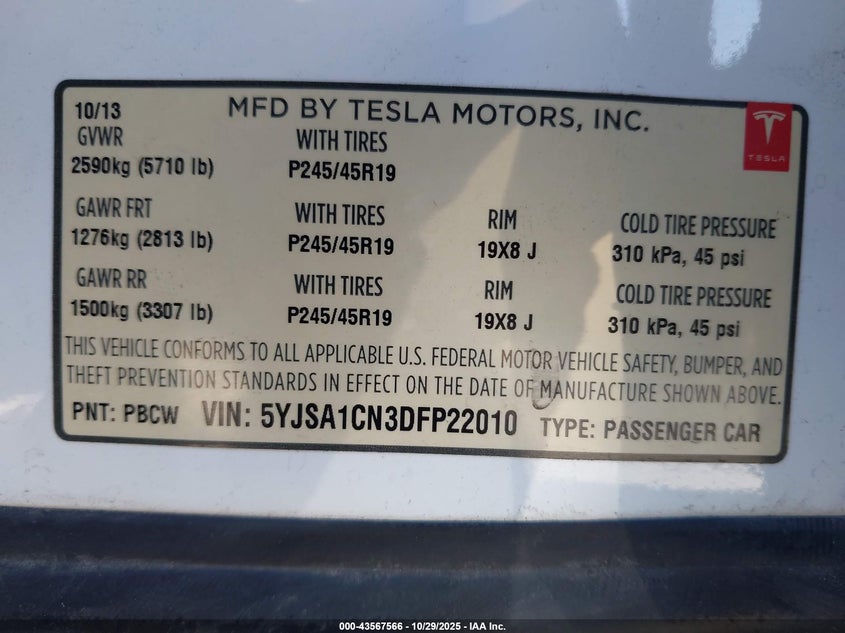 10/13 MFD BY TESLA MOTORS, INC.
TESLA
GVWR WITH TIRES
2590kg (5710 lb) P245/45R19
GAWR FRT WITH TIRES RIM COLD TIRE PRESSURE
1276kg (2813 lb) P245/45R19 19X8 J 310 kPa, 45 psi
GAWR RR WITH TIRES RIM COLD TIRE PRESSURE
1500kg (3307 lb) P245/45R19 19X8 J 310 kPa, 45 psi
THIS VEHICLE CONFORMS TO ALL APPLICABLE U.S. FEDERAL MOTOR VEHICLE SAFETY, BUMPER, AND
THEFT PREVENTION STANDARDS IN EFFECT ON THE DATE OF MANUFACTURE SHOWN ABOVE.
PNT: PBCW VIN: 5YJSA1CN3DFP22010 TYPE: PASSENGER CAR
000-43567566 - 10/29/2025 - IAA Inc.